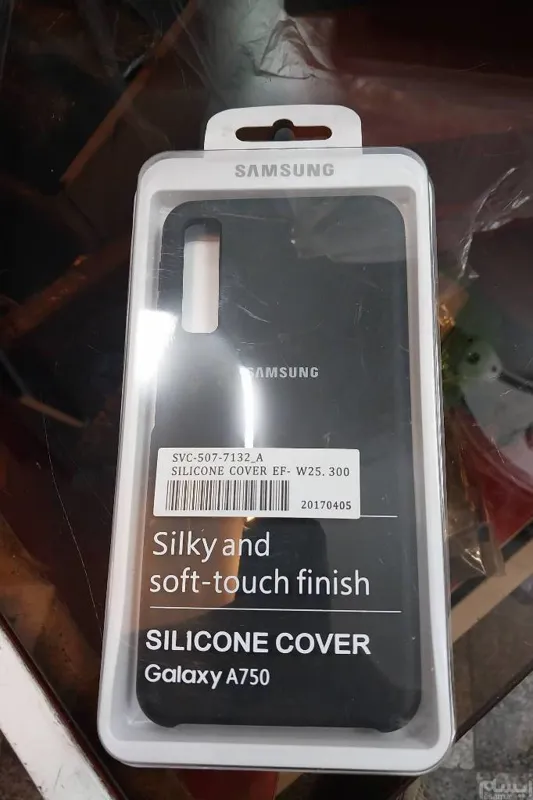 SAMSUNG
SAMSUNG
SVC-507-7132_A
SILICONE COVER EF- W25.300
20170405
Silky and
soft-touch finish
SILICONE COVER
Galaxy A750